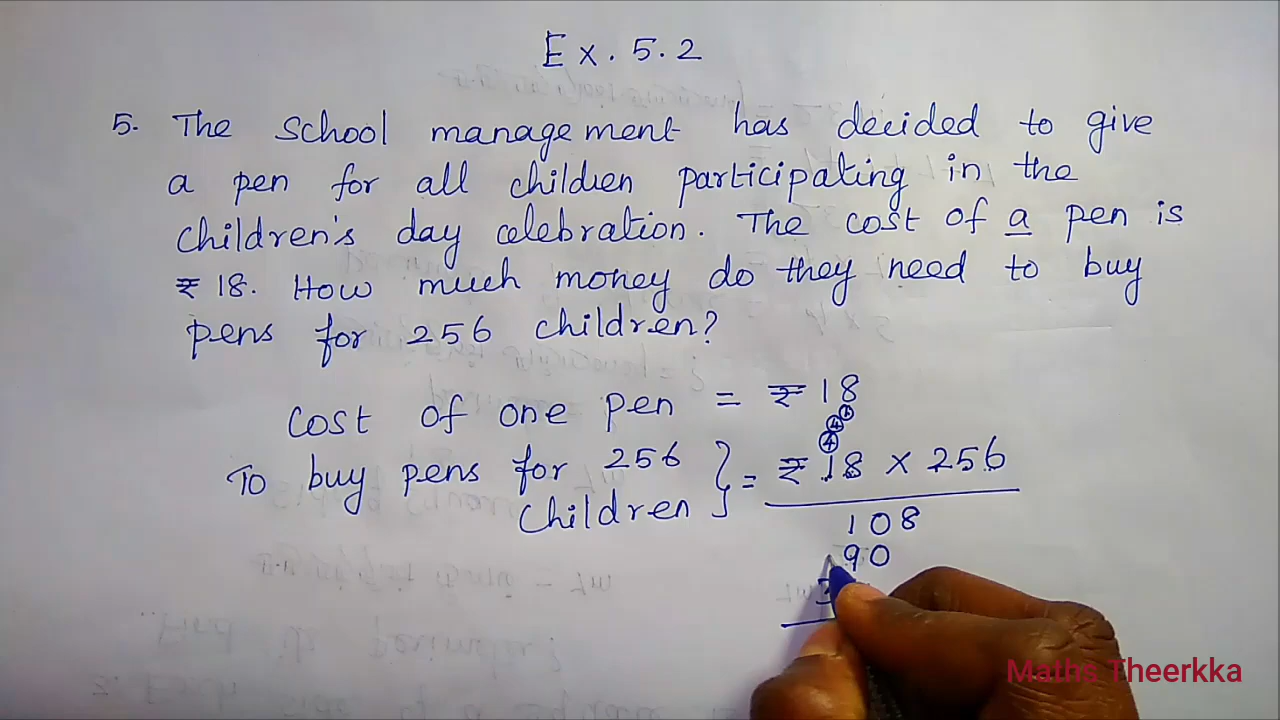 Ex. 5.2
5. The school management has decided to give
a pen for all children participating in the
children's day celebration. The cost of a pen is
₹ 18. How much money do they need to buy
pens for 256 children?
cost of one pen = ₹ 18
To buy pens for 256 children } = ₹ 18 × 256
108
90
3
Maths Theerkka